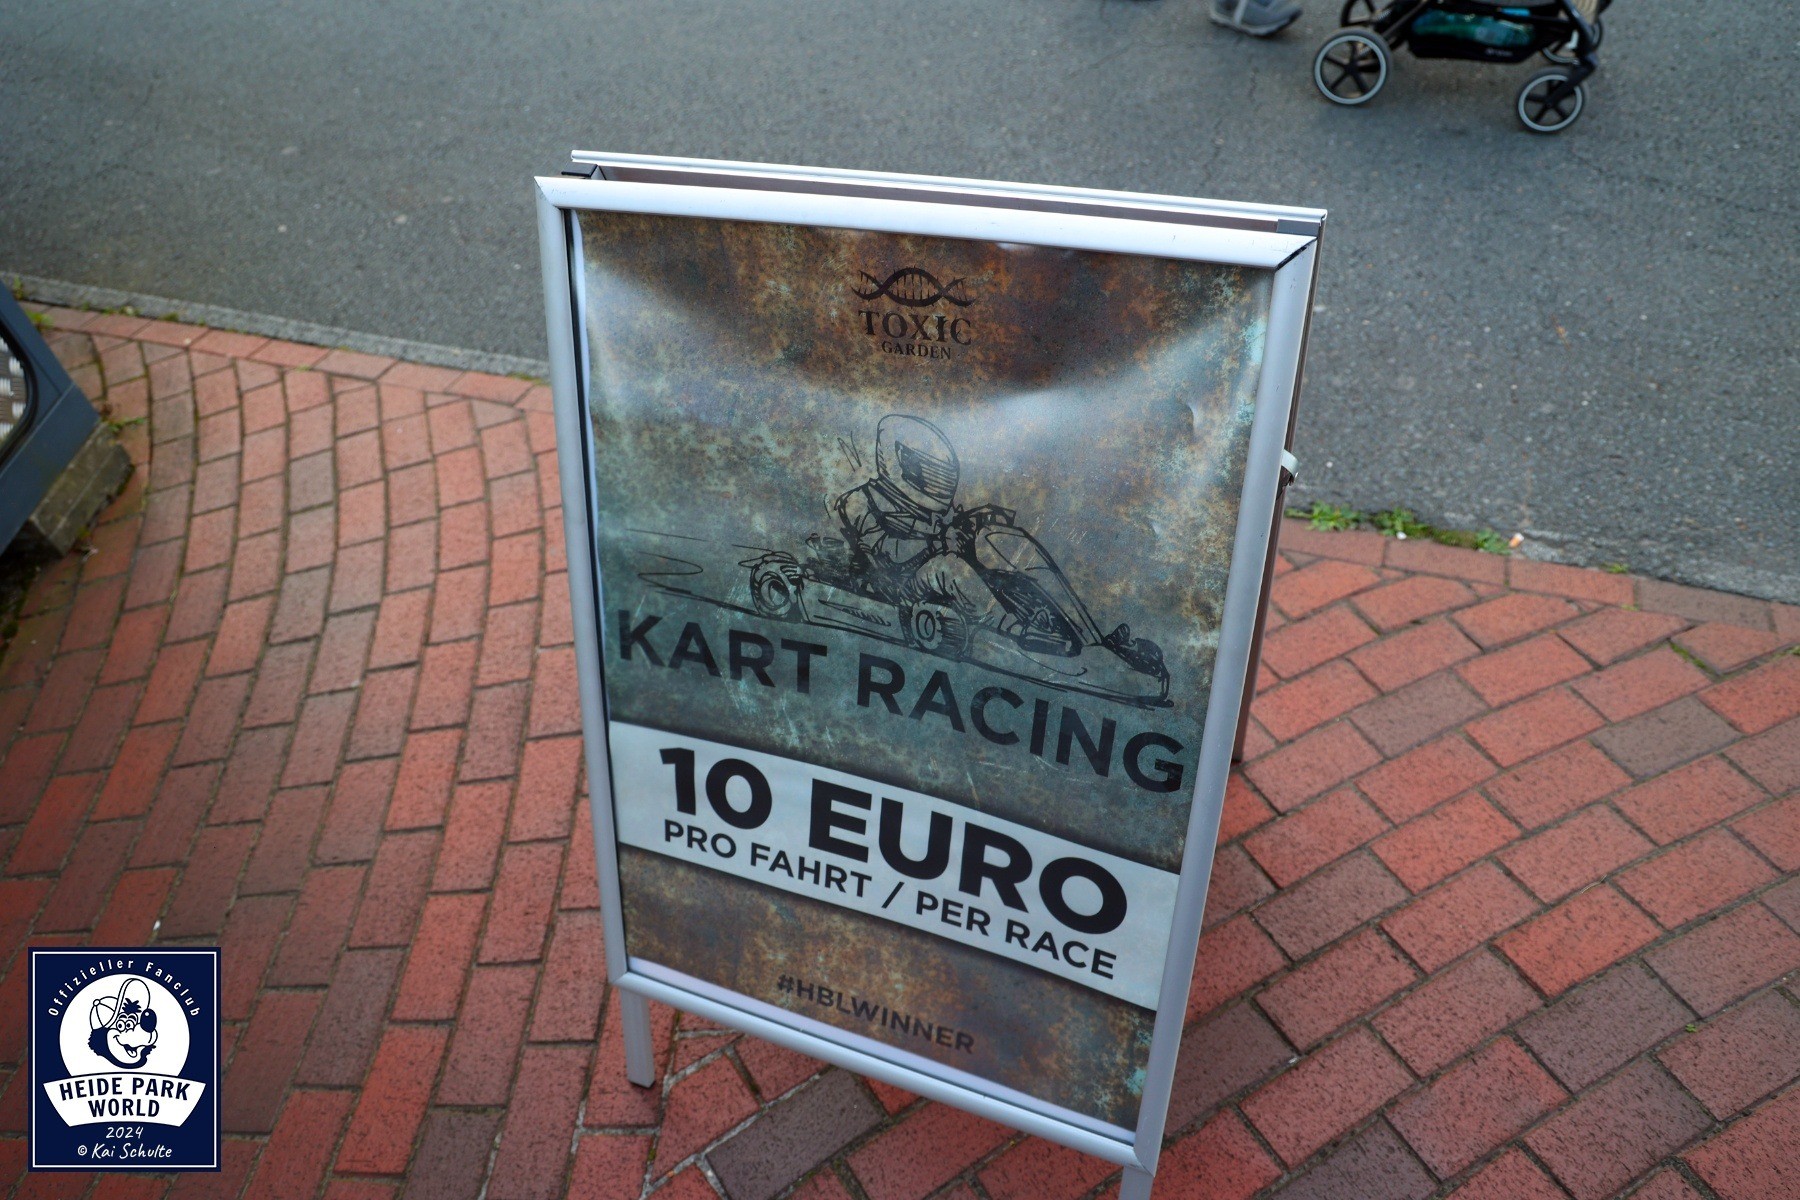 TOXIC
GARDEN
KART RACING
10 EURO
PRO FAHRT / PER RACE
#HBLWINNER
Offizieller Fanclub
HEIDE PARK
WORLD
2024
© Kai Schulte